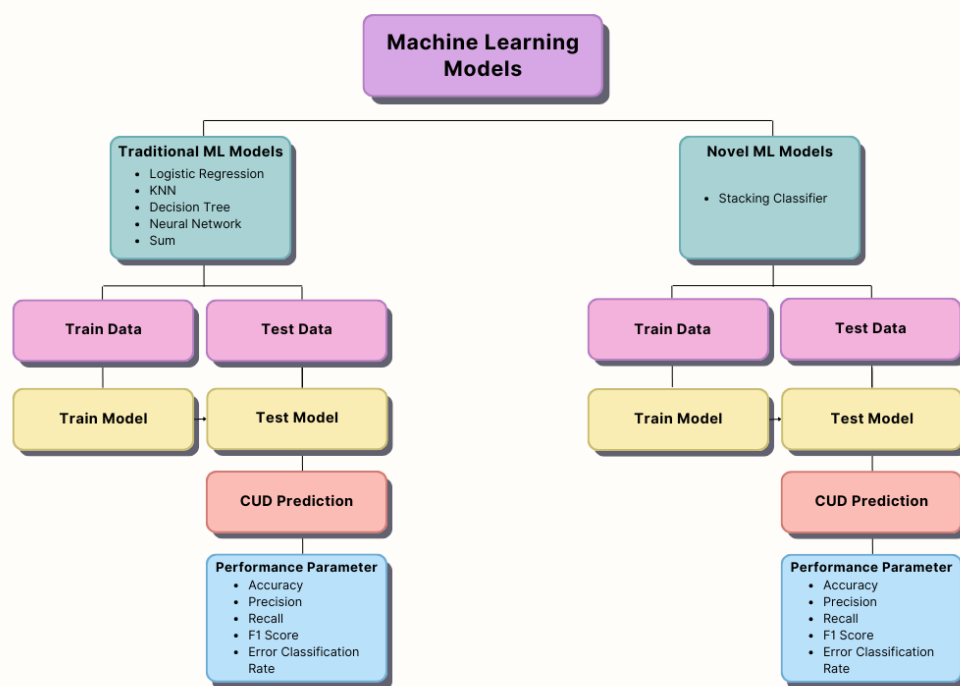 Machine Learning
Models
Traditional ML Models
• Logistic Regression
• KNN
• Decision Tree
• Neural Network
• Sum
Novel ML Models
• Stacking Classifier
Train Data
Test Data
Train Data
Test Data
Train Model
Test Model
Train Model
Test Model
CUD Prediction
CUD Prediction
Performance Parameter
• Accuracy
• Precision
• Recall
• F1 Score
• Error Classification
Rate
Performance Parameter
• Accuracy
• Precision
• Recall
• F1 Score
• Error Classification
Rate